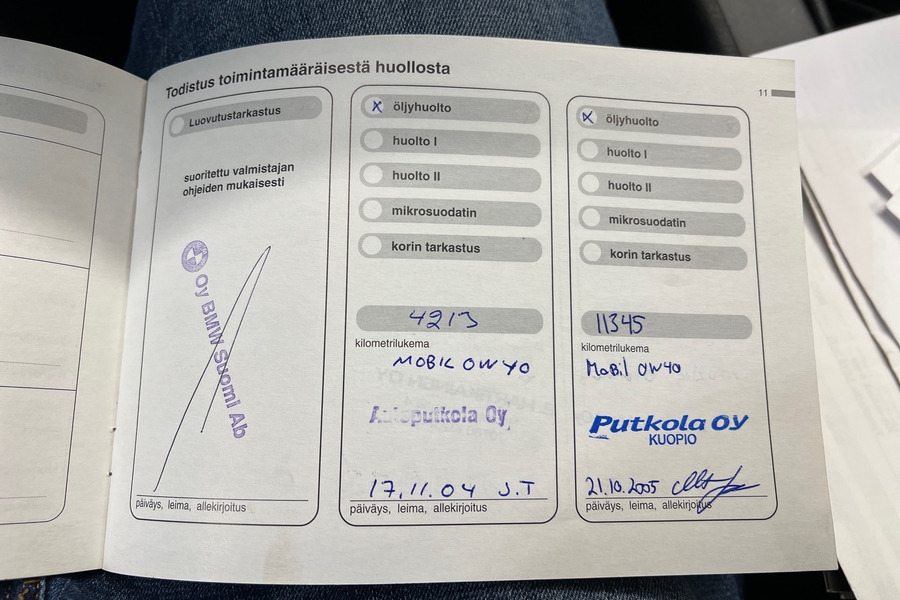 Todistus toimintamääräisestä huollosta
11
Luovutustarkastus
suoritettu valmistajan
ohjeiden mukaisesti
Oy BMW Suomi Ab
päiväys, leima, allekirjoitus
x öljyhuolto
huolto I
huolto II
mikrosuodatin
korin tarkastus
4213
kilometrilukema
MOBIL 0W40
Autoputkola Oy
17.11.04 J.T
päiväys, leima, allekirjoitus
x öljyhuolto
huolto I
huolto II
mikrosuodatin
korin tarkastus
11345
kilometrilukema
MoBil 0W40
Putkola Oy
KUOPIO
21.10.2005
päiväys, leima, allekirjoitus